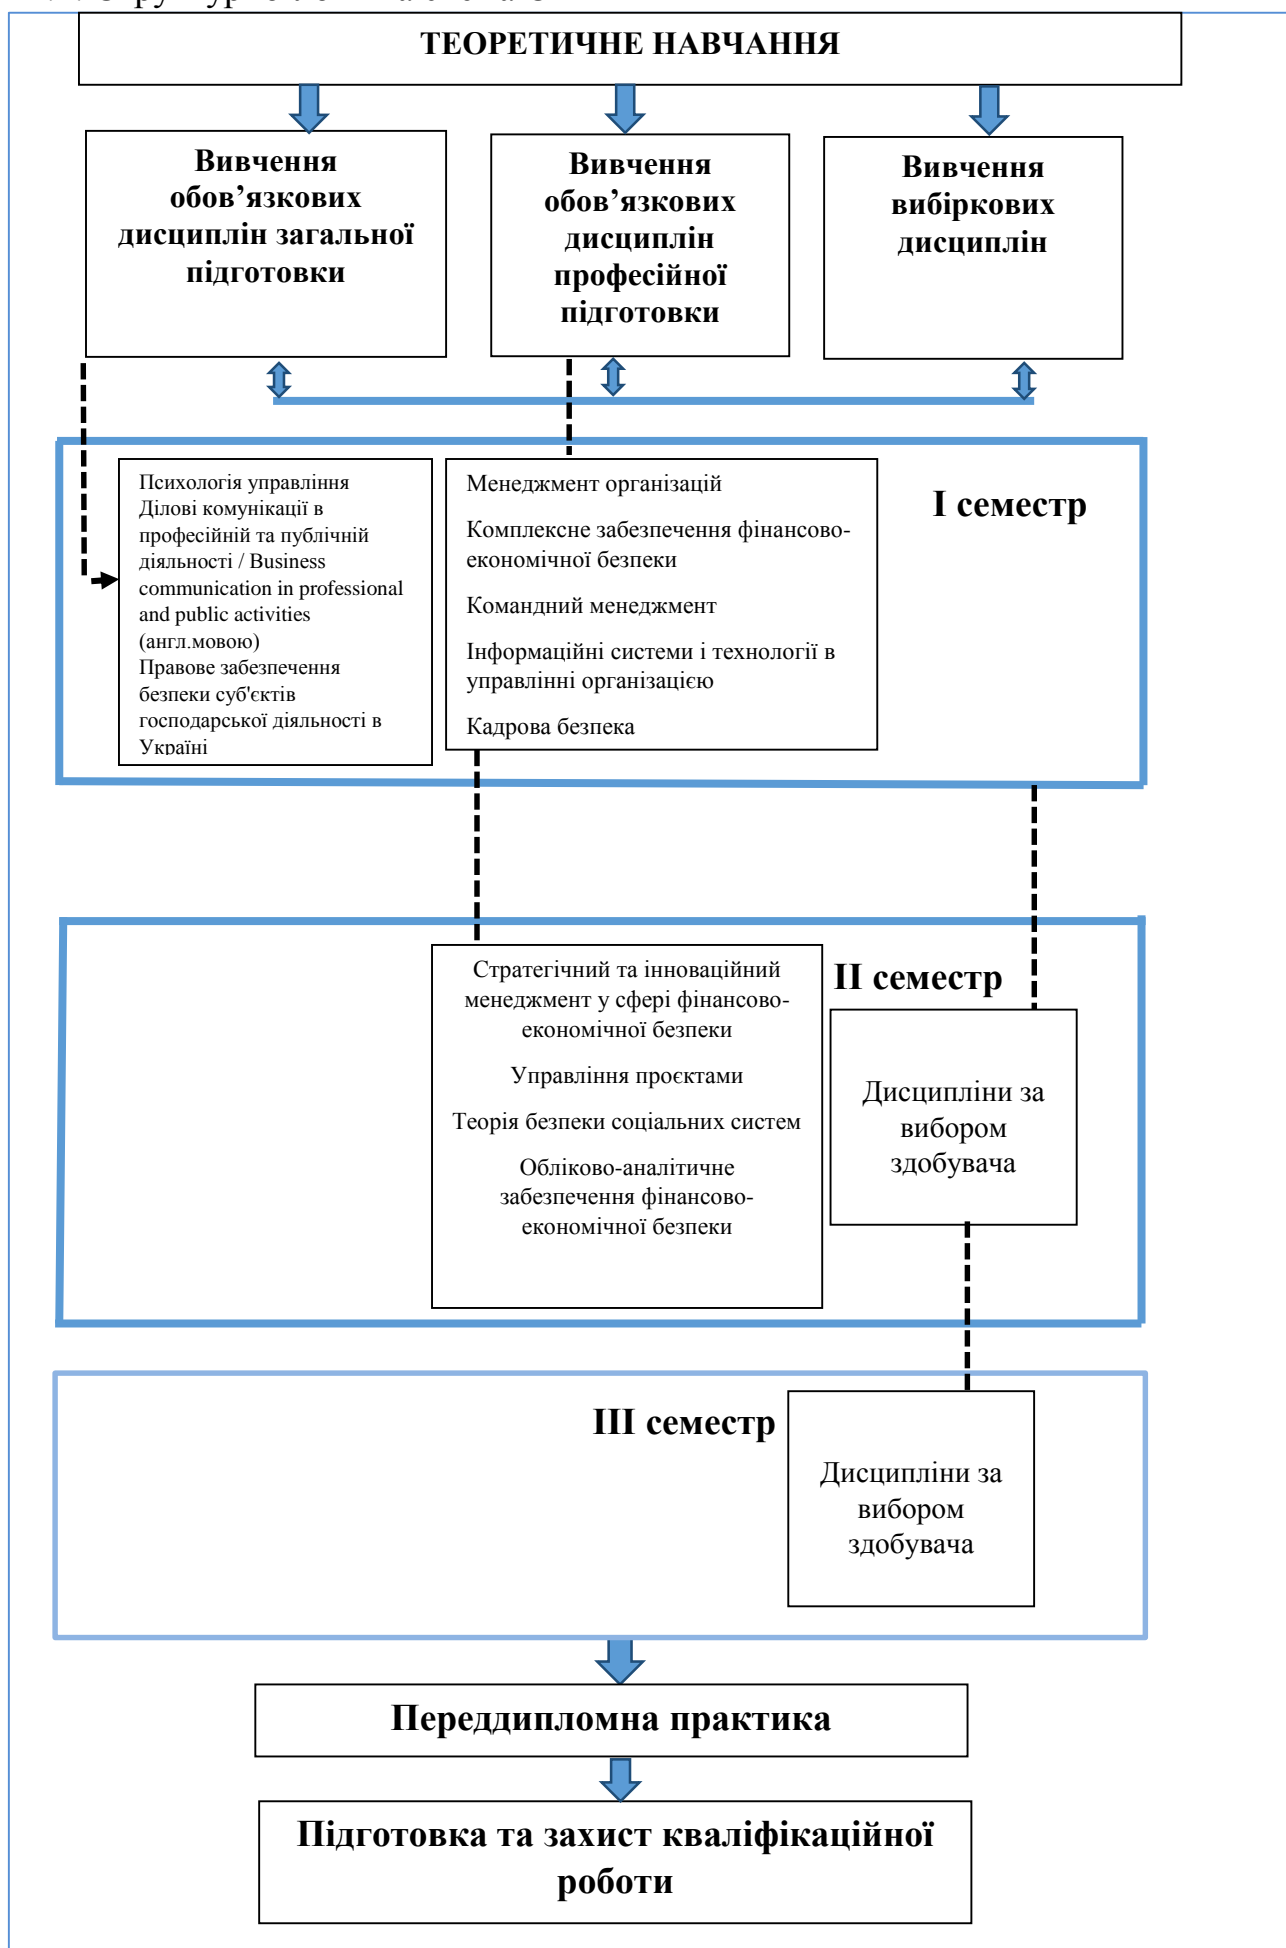 ТЕОРЕТИЧНЕ НАВЧАННЯ
Вивчення
обов’язкових
дисциплін загальної
підготовки
Вивчення
обов’язкових
дисциплін
професійної
підготовки
Вивчення
вибіркових
дисциплін
Психологія управління
Ділові комунікації в
професійній та публічній
діяльності / Business
communication in professional
and public activities
(англ.мовою)
Правове забезпечення
безпеки суб'єктів
господарської діяльності в
Україні
Менеджмент організацій
Комплексне забезпечення фінансово-
економічної безпеки
Командний менеджмент
Інформаційні системи і технології в
управлінні організацією
Кадрова безпека
I семестр
Стратегічний та інноваційний
менеджмент у сфері фінансово-
економічної безпеки
Управління проєктами
Теорія безпеки соціальних систем
Обліково-аналітичне
забезпечення фінансово-
економічної безпеки
II семестр
Дисципліни за
вибором
здобувача
III семестр
Дисципліни за
вибором
здобувача
Переддипломна практика
Підготовка та захист кваліфікаційної
роботи